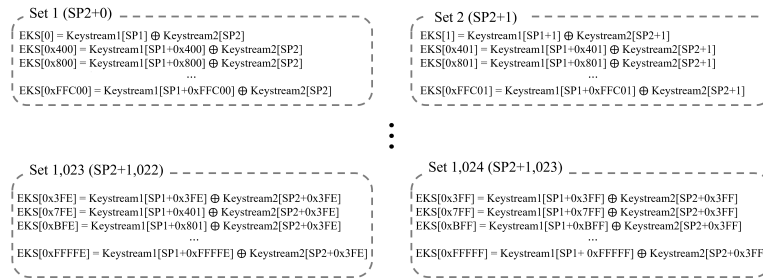 Set 1 (SP2+0)
EKS[0] = Keystream1[SP1] ⊕ Keystream2[SP2]
EKS[0x400] = Keystream1[SP1+0x400] ⊕ Keystream2[SP2]
EKS[0x800] = Keystream1[SP1+0x800] ⊕ Keystream2[SP2]
...
EKS[0xFFC00] = Keystream1[SP1+0xFFC00] ⊕ Keystream2[SP2]
Set 2 (SP2+1)
EKS[1] = Keystream1[SP1+1] ⊕ Keystream2[SP2+1]
EKS[0x401] = Keystream1[SP1+0x401] ⊕ Keystream2[SP2+1]
EKS[0x801] = Keystream1[SP1+0x801] ⊕ Keystream2[SP2+1]
...
EKS[0xFFC01] = Keystream1[SP1+0xFFC01] ⊕ Keystream2[SP2+1]
Set 1,023 (SP2+1,022)
EKS[0x3FE] = Keystream1[SP1+0x3FE] ⊕ Keystream2[SP2+0x3FE]
EKS[0x7FE] = Keystream1[SP1+0x401] ⊕ Keystream2[SP2+0x3FE]
EKS[0xBFE] = Keystream1[SP1+0x801] ⊕ Keystream2[SP2+0x3FE]
...
EKS[0xFFFFE] = Keystream1[SP1+0xFFFFE] ⊕ Keystream2[SP2+0x3FE]
Set 1,024 (SP2+1,023)
EKS[0x3FF] = Keystream1[SP1+0x3FF] ⊕ Keystream2[SP2+0x3FF]
EKS[0x7FF] = Keystream1[SP1+0x7FF] ⊕ Keystream2[SP2+0x3FF]
EKS[0xBFF] = Keystream1[SP1+0xBFF] ⊕ Keystream2[SP2+0x3FF]
...
EKS[0xFFFFF] = Keystream1[SP1+ 0xFFFFF] ⊕ Keystream2[SP2+0x3FF